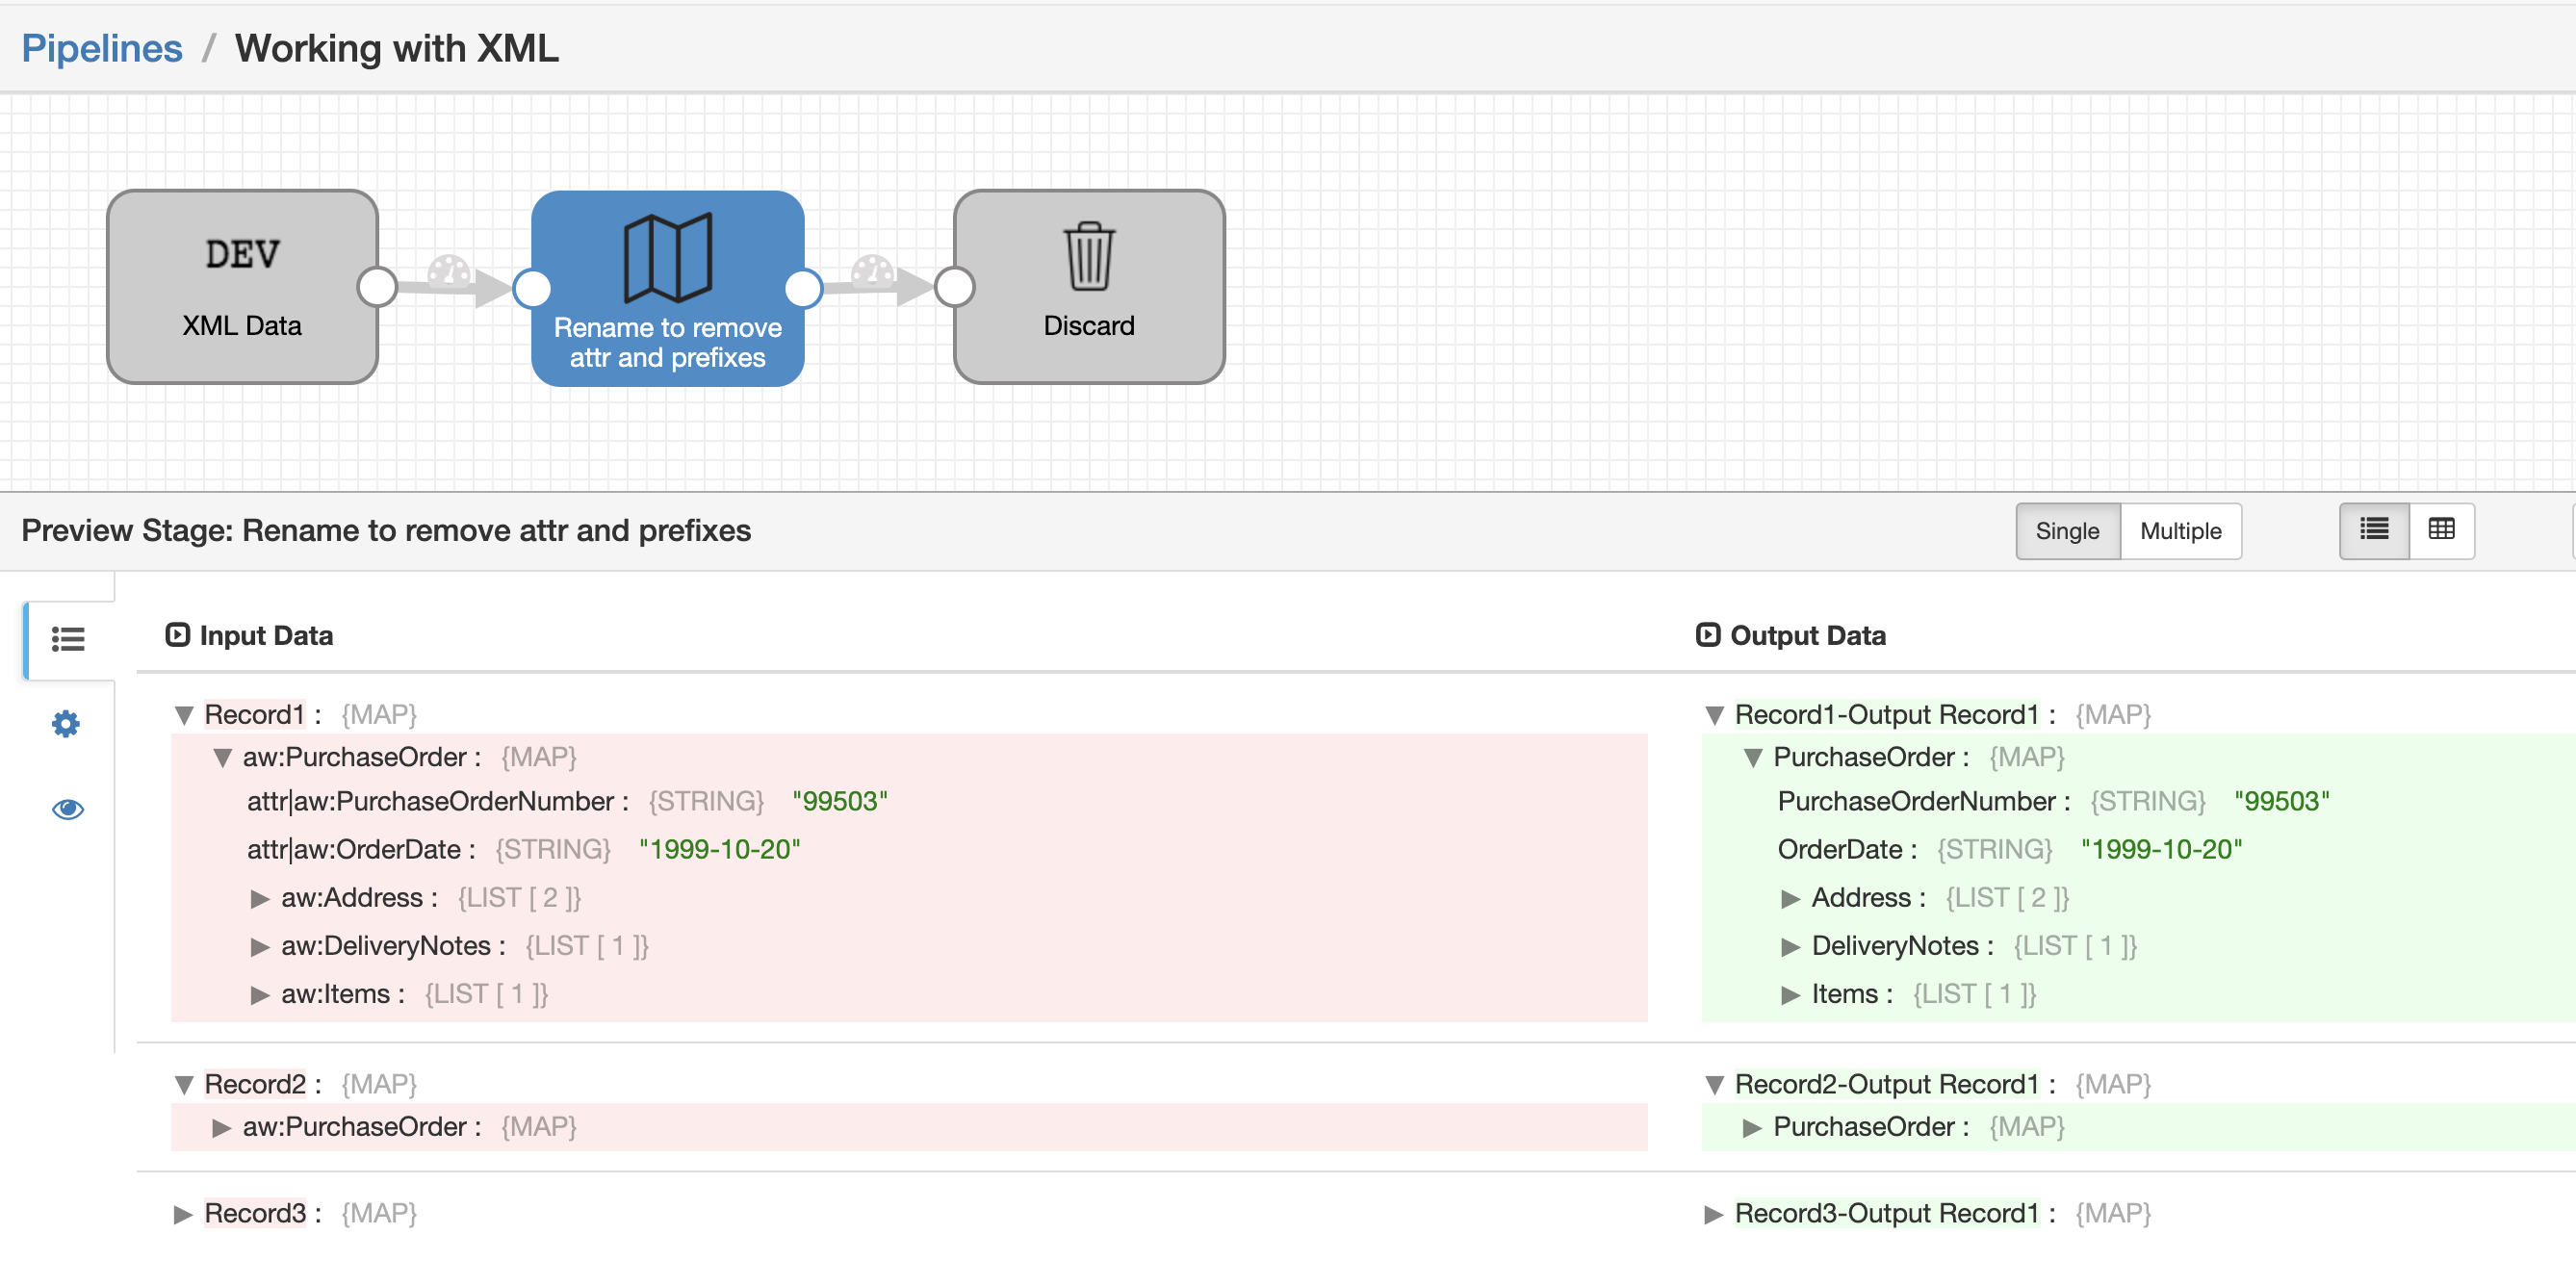 Pipelines / Working with XML
DEV
XML Data
Rename to remove
attr and prefixes
Discard
Preview Stage: Rename to remove attr and prefixes
Single Multiple
Input Data
Output Data
Record1 : {MAP}
aw:PurchaseOrder : {MAP}
attr|aw:PurchaseOrderNumber : {STRING} "99503"
attr|aw:OrderDate : {STRING} "1999-10-20"
aw:Address : {LIST [ 2 ]}
aw:DeliveryNotes : {LIST [ 1 ]}
aw:Items : {LIST [ 1 ]}
Record1-Output Record1 : {MAP}
PurchaseOrder : {MAP}
PurchaseOrderNumber : {STRING} "99503"
OrderDate : {STRING} "1999-10-20"
Address : {LIST [ 2 ]}
DeliveryNotes : {LIST [ 1 ]}
Items : {LIST [ 1 ]}
Record2 : {MAP}
aw:PurchaseOrder : {MAP}
Record2-Output Record1 : {MAP}
PurchaseOrder : {MAP}
Record3 : {MAP}
Record3-Output Record1 : {MAP}